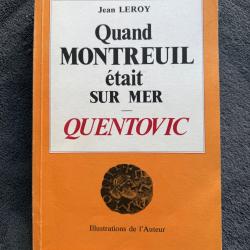 Jean LEROY
Quand
MONTREUIL
était
SUR MER
QUENTOVIC
Illustrations de l'Auteur